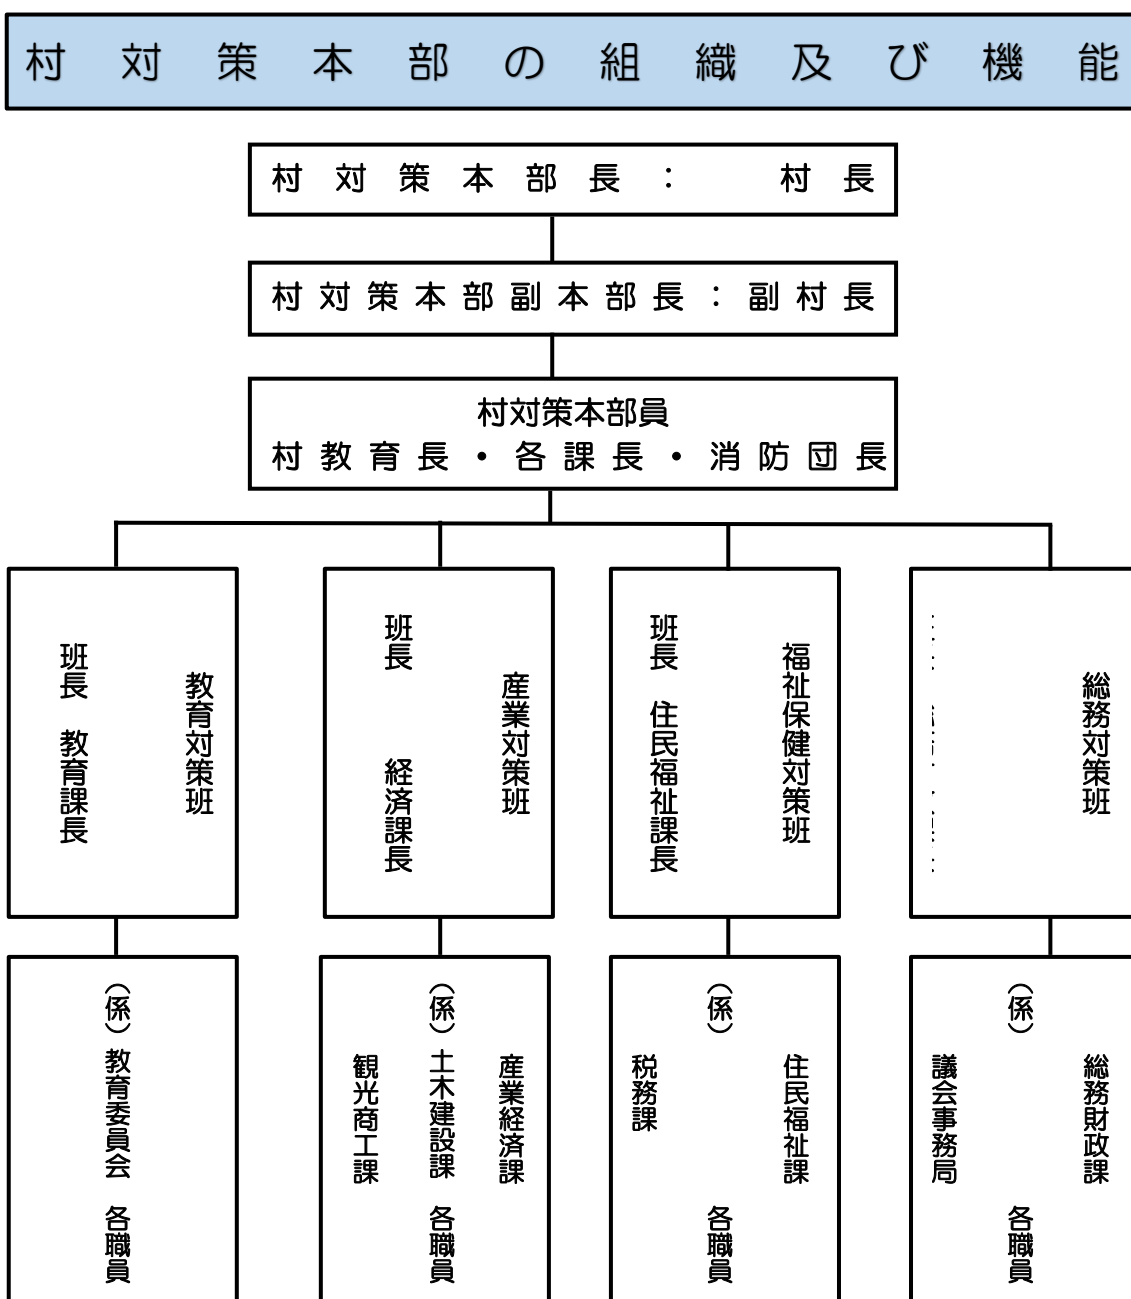 村対策本部の組織及び機能
村対策本部長：　村長
村対策本部副本部長：副村長
村対策本部員
村教育長・各課長・消防団長
総務対策班
福祉保健対策班
班長　住民福祉課長
産業対策班
班長　　　経済課長
教育対策班
班長　教育課長
総務財政課
（係）　　　各職員
議会事務局
住民福祉課
（係）　　　各職員
税務課
産業経済課
（係）土木建設課　各職員
観光商工課
（係）教育委員会　各職員